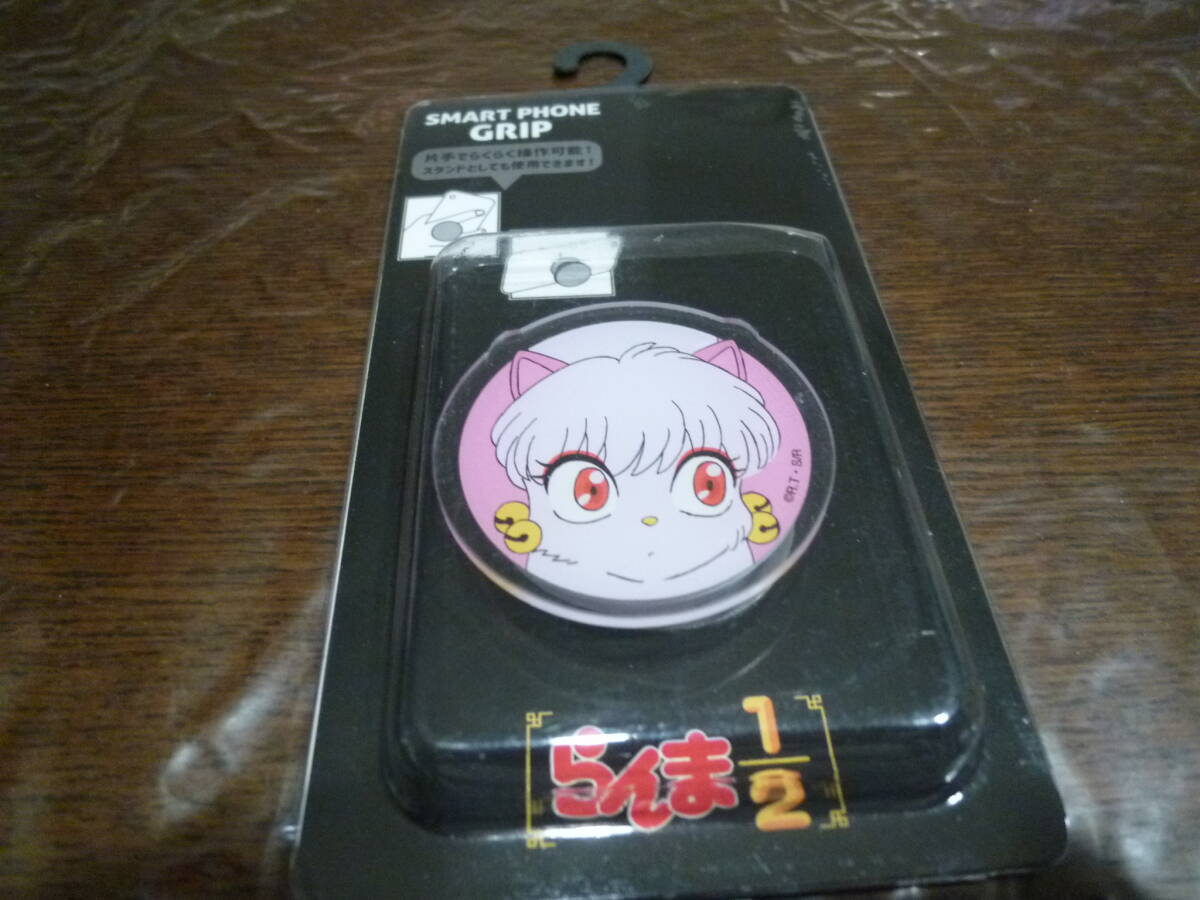 SMART PHONE
GRIP
片手でらくらく操作可能！
スタンドとしても使用できます！
©R.T・S/R
らんま
1
2